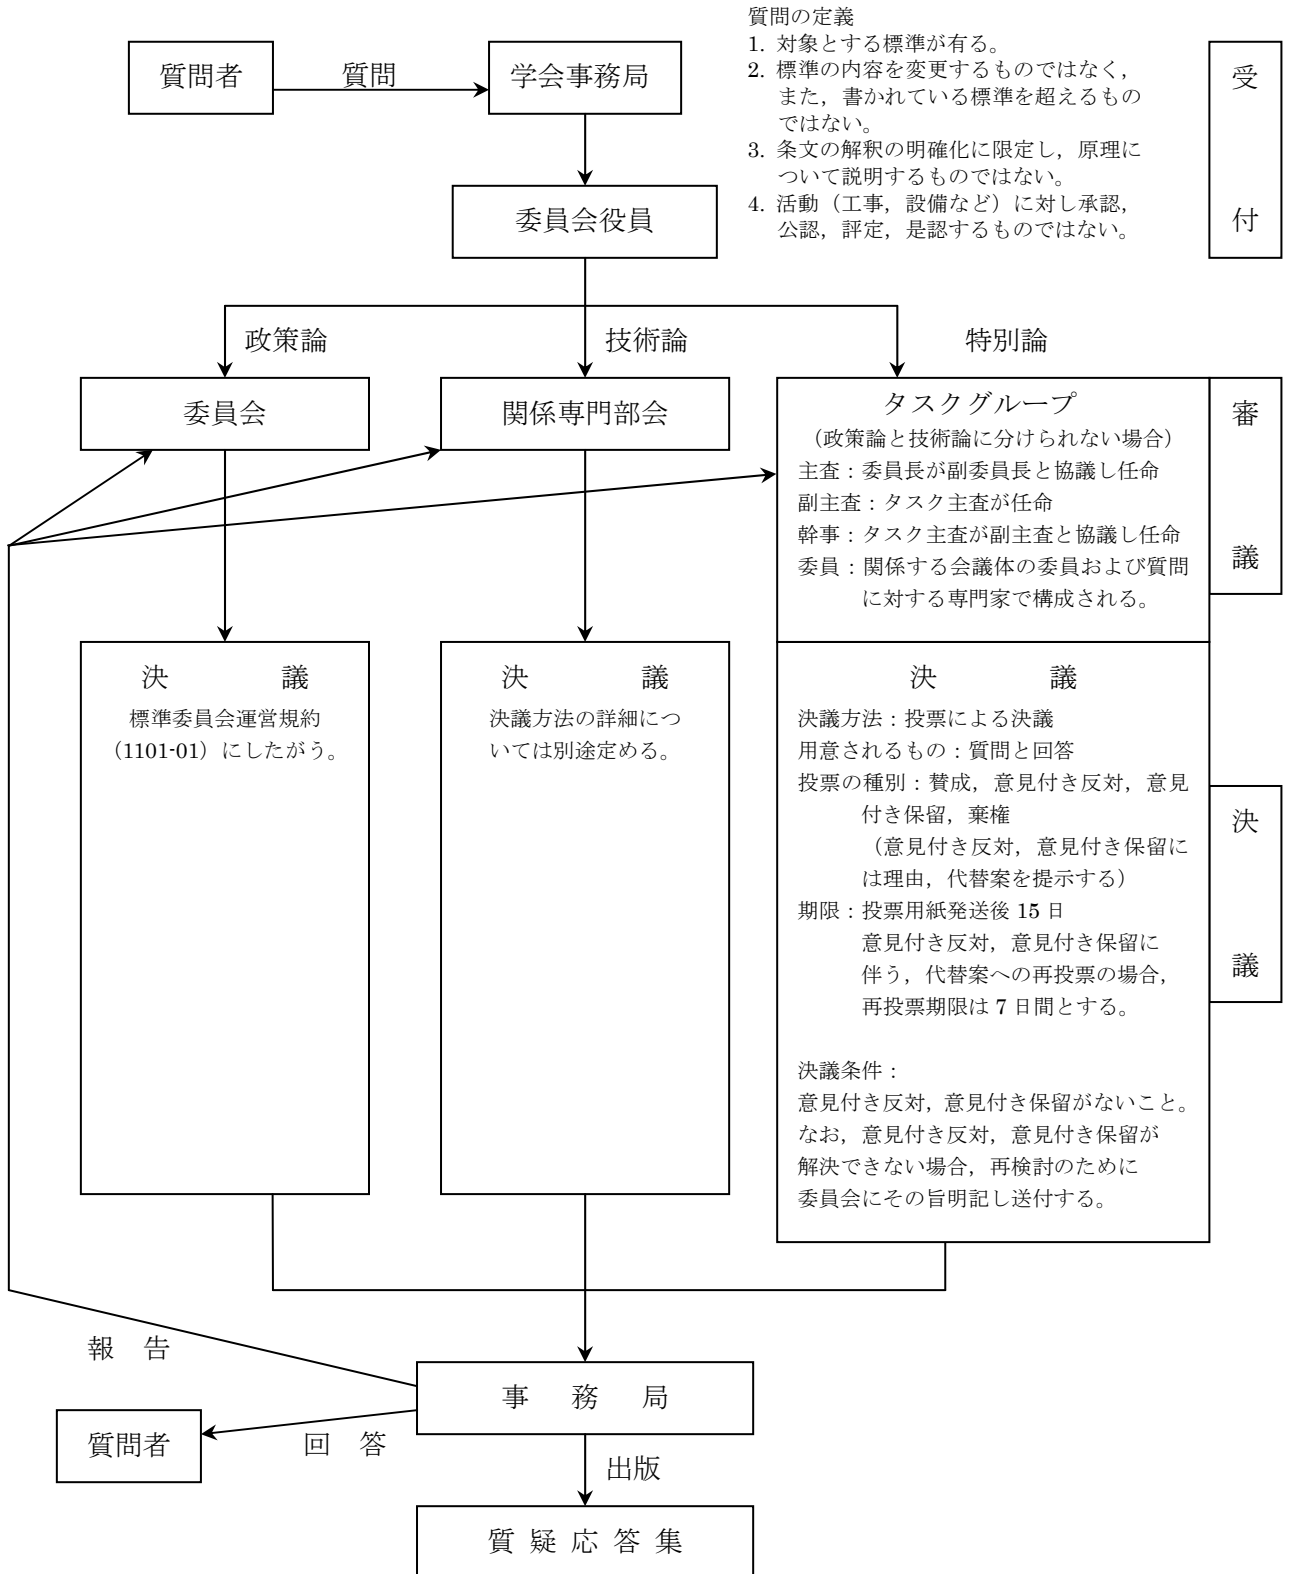 質問の定義
1. 対象とする標準が有る。
2. 標準の内容を変更するものではなく，
また，書かれている標準を超えるもの
ではない。
3. 条文の解釈の明確化に限定し，原理に
ついて説明するものではない。
4. 活動（工事，設備など）に対し承認，
公認，評定，是認するものではない。
質問者
質問
学会事務局
受
付
委員会役員
政策論
技術論
特別論
委員会
関係専門部会
タスクグループ
（政策論と技術論に分けられない場合）
主査：委員長が副委員長と協議し任命
副主査：タスク主査が任命
幹事：タスク主査が副主査と協議し任命
委員：関係する会議体の委員および質問
に対する専門家で構成される。
審
議
決　議
標準委員会運営規約
（1101-01）にしたがう。
決　議
決議方法の詳細につ
いては別途定める。
決　議
決議方法：投票による決議
用意されるもの：質問と回答
投票の種別：賛成，意見付き反対，意見
付き保留，棄権
（意見付き反対，意見付き保留に
は理由，代替案を提示する）
期限：投票用紙発送後 15 日
意見付き反対，意見付き保留に
伴う，代替案への再投票の場合，
再投票期限は 7 日間とする。
決議条件：
意見付き反対，意見付き保留がないこと。
なお，意見付き反対，意見付き保留が
解決できない場合，再検討のために
委員会にその旨明記し送付する。
決
議
報　告
事　務　局
質問者
回　答
出版
質 疑 応 答 集